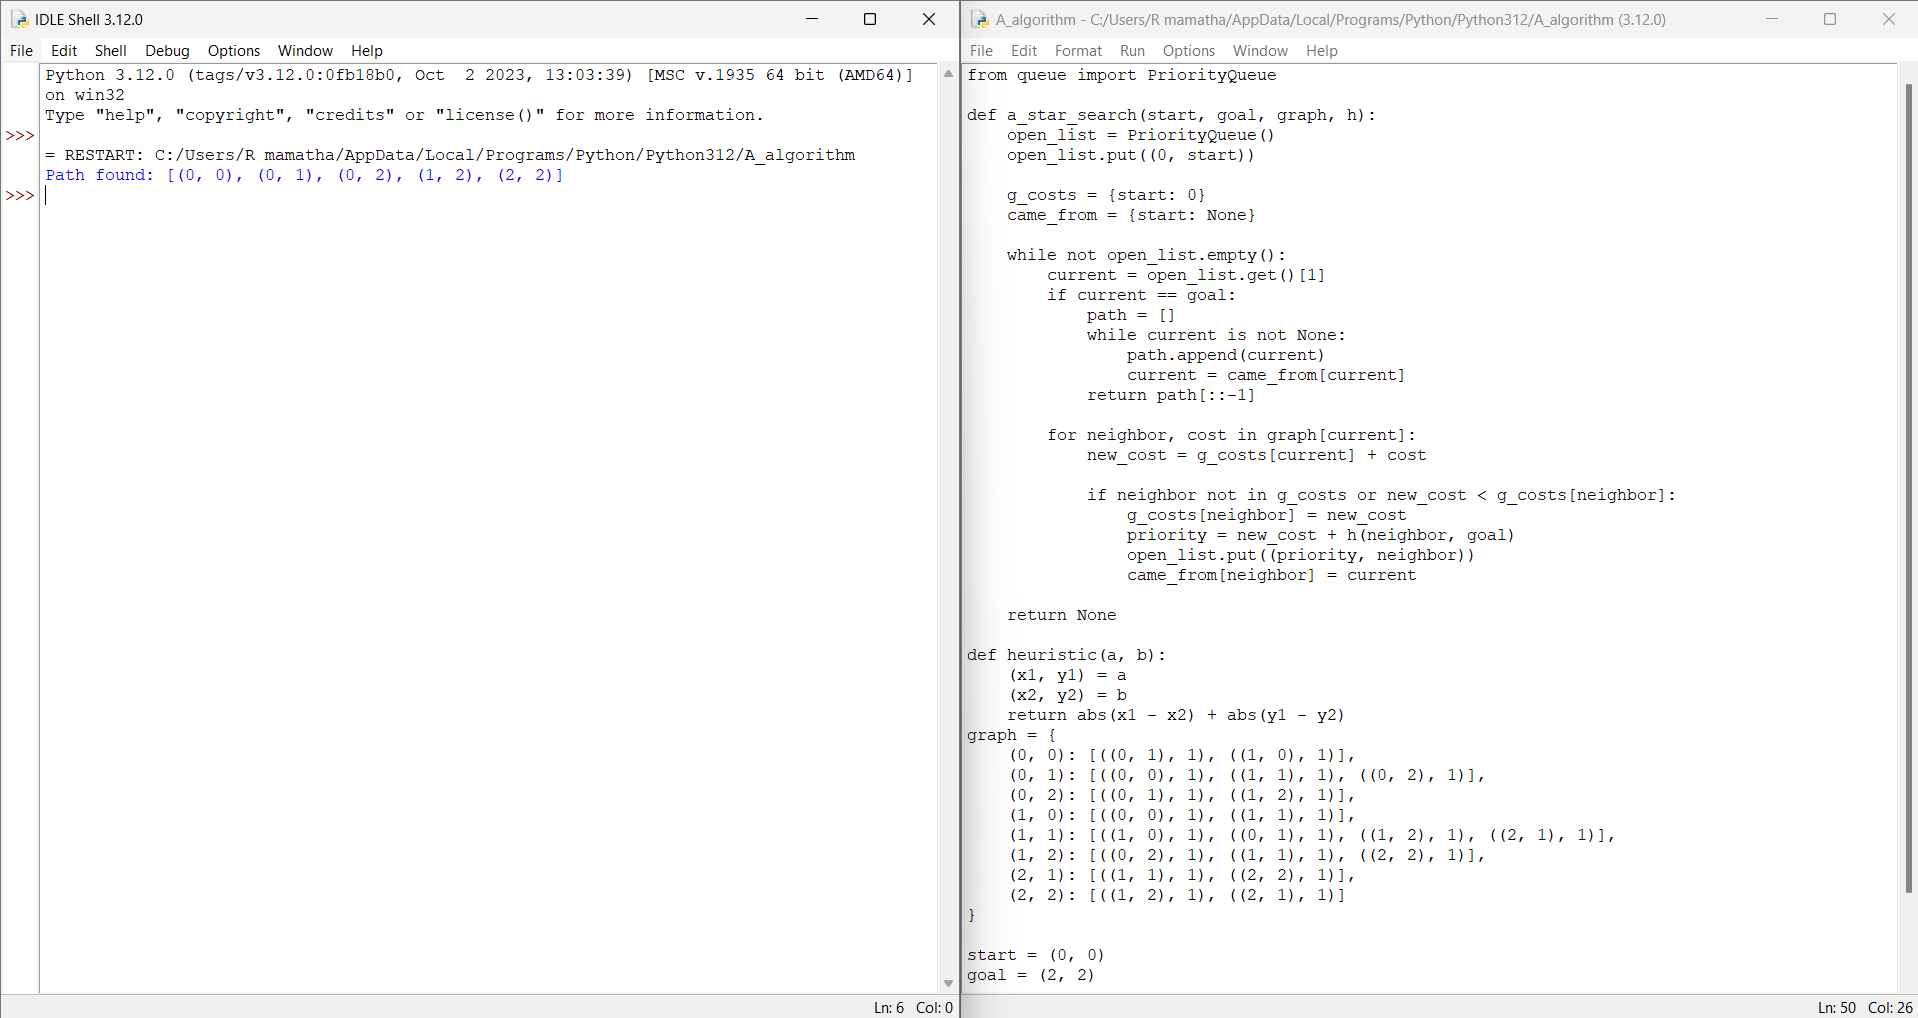 IDLE Shell 3.12.0
File Edit Shell Debug Options Window Help
Python 3.12.0 (tags/v3.12.0:0fb18b0, Oct  2 2023, 13:03:39) [MSC v.1935 64 bit (AMD64)]
on win32
Type "help", "copyright", "credits" or "license()" for more information.
>>>
= RESTART: C:/Users/R mamatha/AppData/Local/Programs/Python/Python312/A_algorithm
Path found: [(0, 0), (0, 1), (0, 2), (1, 2), (2, 2)]
>>>
Ln: 6 Col: 0
A_algorithm - C:/Users/R mamatha/AppData/Local/Programs/Python/Python312/A_algorithm (3.12.0)
File Edit Format Run Options Window Help
from queue import PriorityQueue

def a_star_search(start, goal, graph, h):
    open_list = PriorityQueue()
    open_list.put((0, start))

    g_costs = {start: 0}
    came_from = {start: None}

    while not open_list.empty():
        current = open_list.get()[1]
        if current == goal:
            path = []
            while current is not None:
                path.append(current)
                current = came_from[current]
            return path[::-1]

        for neighbor, cost in graph[current]:
            new_cost = g_costs[current] + cost

            if neighbor not in g_costs or new_cost < g_costs[neighbor]:
                g_costs[neighbor] = new_cost
                priority = new_cost + h(neighbor, goal)
                open_list.put((priority, neighbor))
                came_from[neighbor] = current

    return None

def heuristic(a, b):
    (x1, y1) = a
    (x2, y2) = b
    return abs(x1 - x2) + abs(y1 - y2)
graph = {
    (0, 0): [((0, 1), 1), ((1, 0), 1)],
    (0, 1): [((0, 0), 1), ((1, 1), 1), ((0, 2), 1)],
    (0, 2): [((0, 1), 1), ((1, 2), 1)],
    (1, 0): [((0, 0), 1), ((1, 1), 1)],
    (1, 1): [((1, 0), 1), ((0, 1), 1), ((1, 2), 1), ((2, 1), 1)],
    (1, 2): [((0, 2), 1), ((1, 1), 1), ((2, 2), 1)],
    (2, 1): [((1, 1), 1), ((2, 2), 1)],
    (2, 2): [((1, 2), 1), ((2, 1), 1)]
}

start = (0, 0)
goal = (2, 2)
Ln: 50 Col: 26